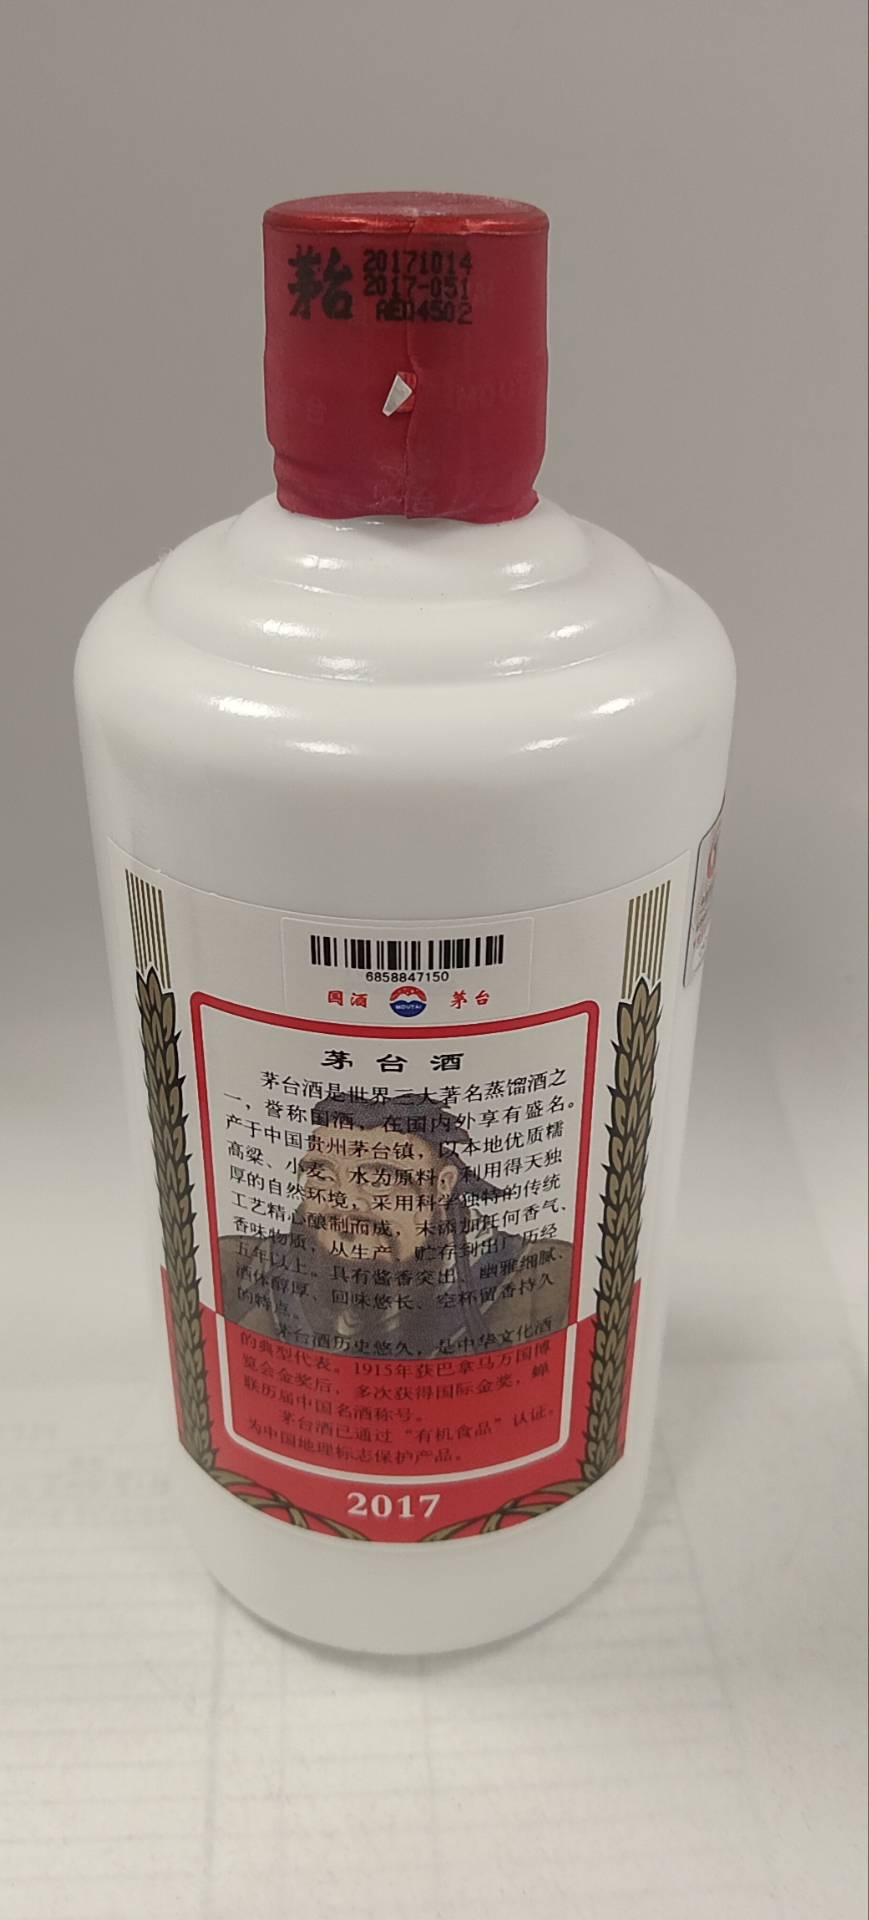 茅台
20171014
2017-051
AE04502
6858847150
国酒
MOUTAI
茅台
茅台酒
茅台酒是世界三大著名蒸馏酒之
一，誉称国酒，在国内外享有盛名。
产于中国贵州茅台镇，以本地优质糯
高粱、小麦、水为原料，利用得天独
厚的自然环境，采用科学独特的传统
工艺精心酿制而成，未添加任何香气、
香味物质，从生产、贮存到出厂历经
五年以上。具有酱香突出、幽雅细腻、
酒体醇厚、回味悠长、空杯留香持久
的特点。
茅台酒历史悠久，是中华文化酒
的典型代表。1915年获巴拿马万国博
览会金奖后，多次获得国际金奖，蝉
联历届中国名酒称号。
茅台酒已通过“有机食品”认证。
为中国地理标志保护产品。
2017